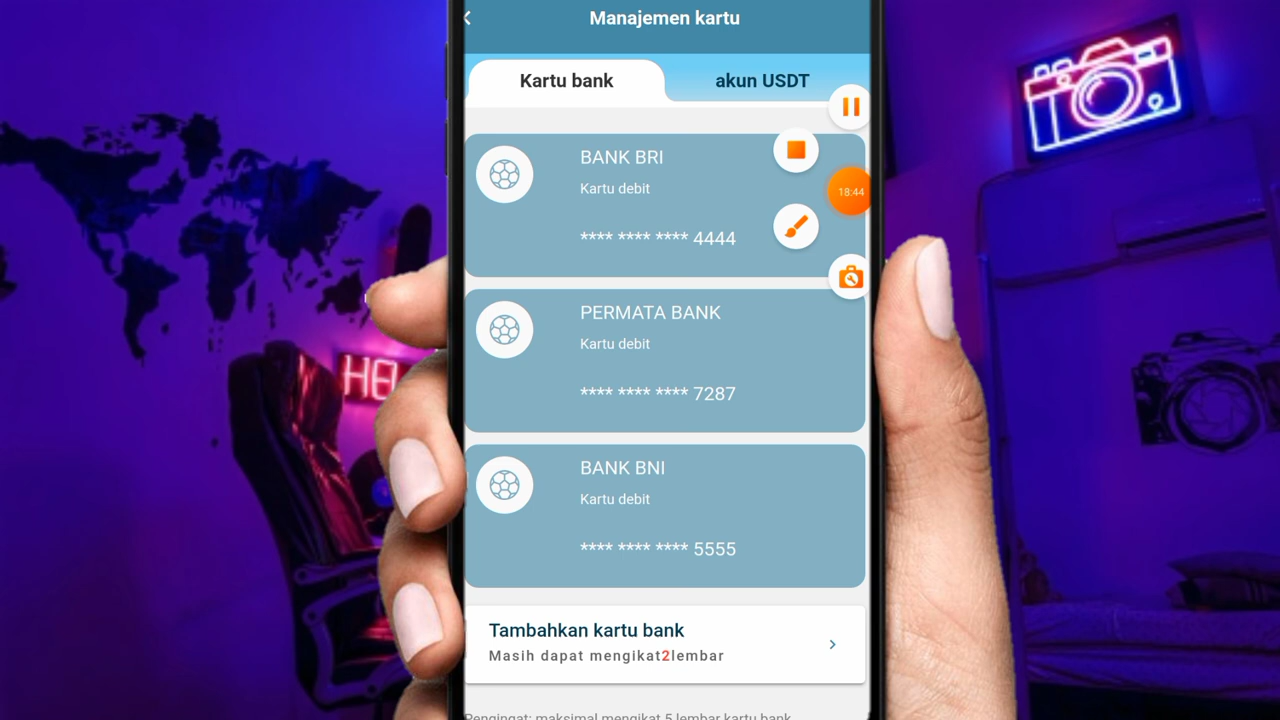 Manajemen kartu
Kartu bank
akun USDT
BANK BRI
Kartu debit
18:44
**** **** **** 4444
PERMATA BANK
Kartu debit
**** **** **** 7287
HO
BANK BNI
Kartu debit
**** **** **** 5555
Tambahkan kartu bank
Masih dapat mengikat2lembar
Pengingat: maksimal mengikat 5 lembar kartu bank